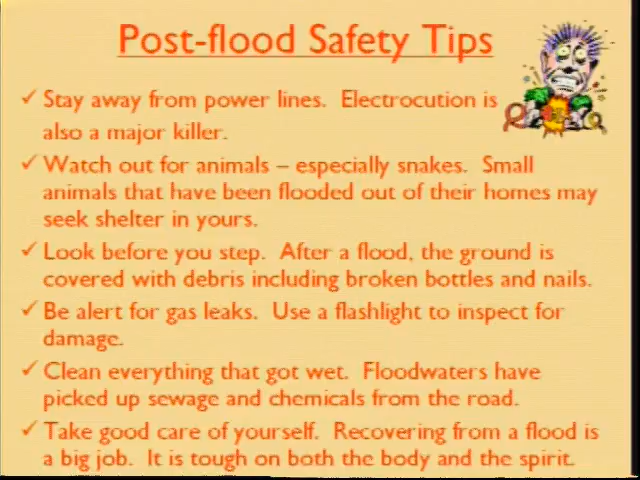 Post-flood Safety Tips
✓ Stay away from power lines. Electrocution is
also a major killer.
✓ Watch out for animals – especially snakes. Small
animals that have been flooded out of their homes may
seek shelter in yours.
✓ Look before you step. After a flood, the ground is
covered with debris including broken bottles and nails.
✓ Be alert for gas leaks. Use a flashlight to inspect for
damage.
✓ Clean everything that got wet. Floodwaters have
picked up sewage and chemicals from the road.
✓ Take good care of yourself. Recovering from a flood is
a big job. It is tough on both the body and the spirit.